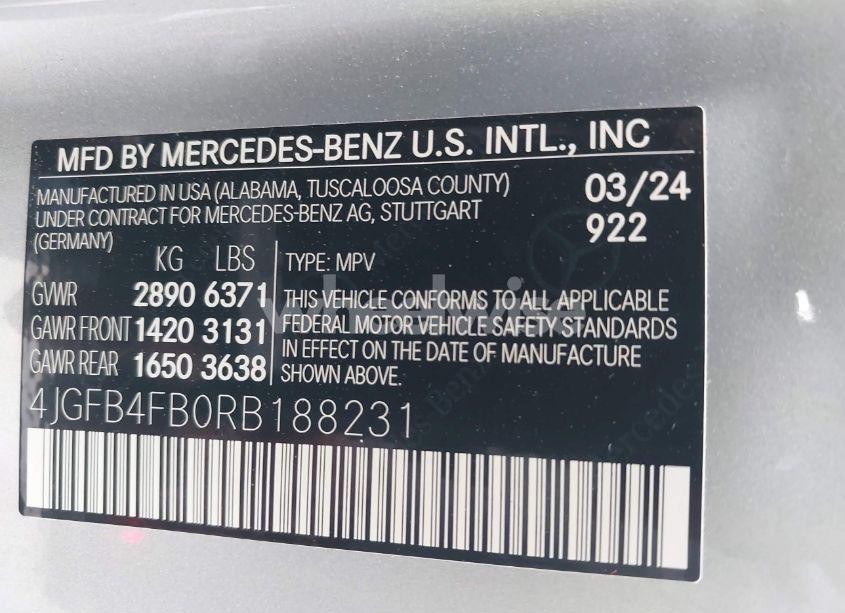 MFD BY MERCEDES-BENZ U.S. INTL., INC
MANUFACTURED IN USA (ALABAMA, TUSCALOOSA COUNTY)
UNDER CONTRACT FOR MERCEDES-BENZ AG, STUTTGART
(GERMANY)
03/24
922
KG LBS
GVWR 2890 6371
GAWR FRONT 1420 3131
GAWR REAR 1650 3638
TYPE: MPV
THIS VEHICLE CONFORMS TO ALL APPLICABLE
FEDERAL MOTOR VEHICLE SAFETY STANDARDS
IN EFFECT ON THE DATE OF MANUFACTURE
SHOWN ABOVE.
4JGFB4FB0RB188231
Mercedes-Benz